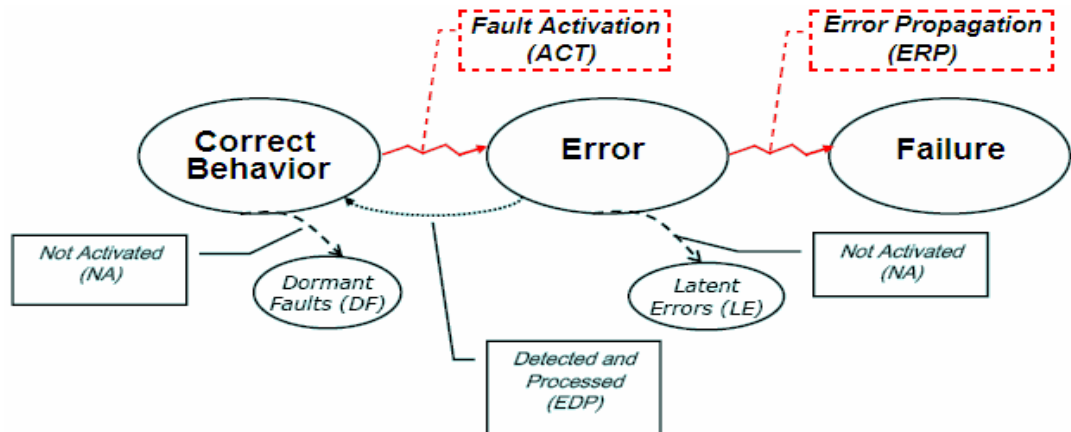 Fault Activation
(ACT)
Error Propagation
(ERP)
Correct
Behavior
Error
Failure
Not Activated
(NA)
Dormant
Faults (DF)
Latent
Errors (LE)
Not Activated
(NA)
Detected and
Processed
(EDP)